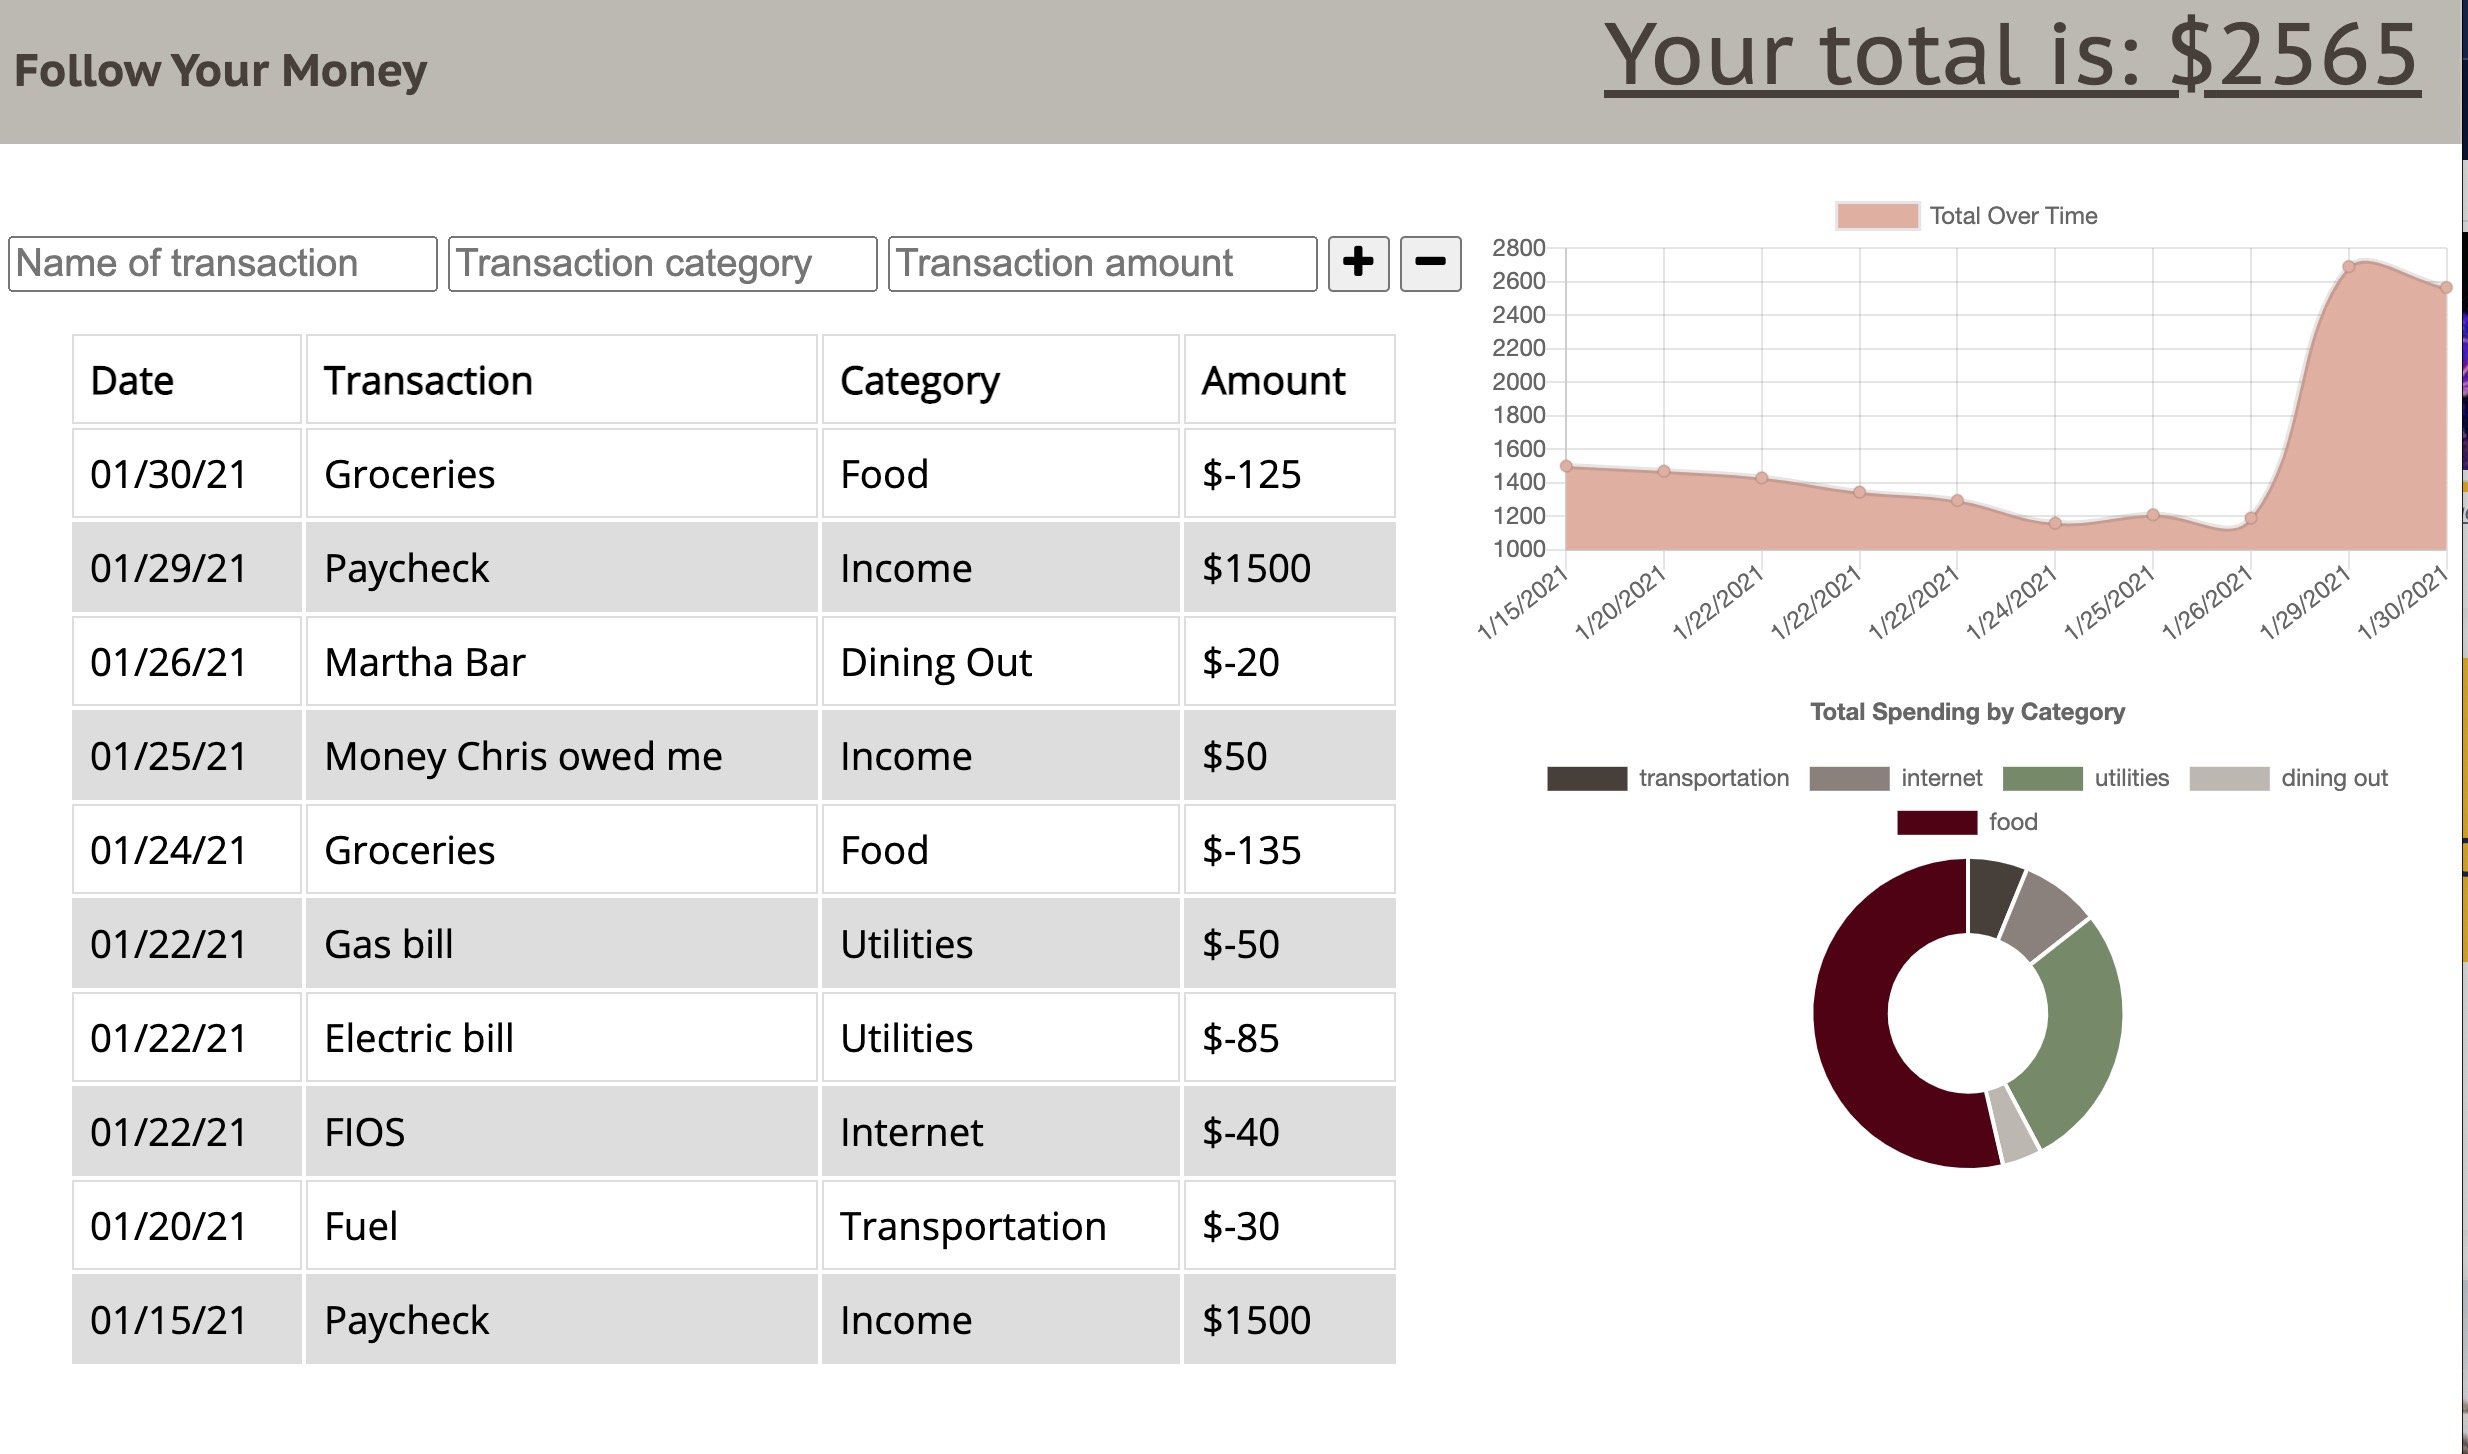 Follow Your Money
Your total is: $2565
Name of transaction
Transaction category
Transaction amount
+
−
Date Transaction Category Amount
01/30/21 Groceries Food $-125
01/29/21 Paycheck Income $1500
01/26/21 Martha Bar Dining Out $-20
01/25/21 Money Chris owed me Income $50
01/24/21 Groceries Food $-135
01/22/21 Gas bill Utilities $-50
01/22/21 Electric bill Utilities $-85
01/22/21 FIOS Internet $-40
01/20/21 Fuel Transportation $-30
01/15/21 Paycheck Income $1500
Total Over Time
2800
2600
2400
2200
2000
1800
1600
1400
1200
1000
1/15/2021
1/20/2021
1/22/2021
1/22/2021
1/22/2021
1/24/2021
1/25/2021
1/26/2021
1/29/2021
1/30/2021
Total Spending by Category
transportation internet utilities dining out
food